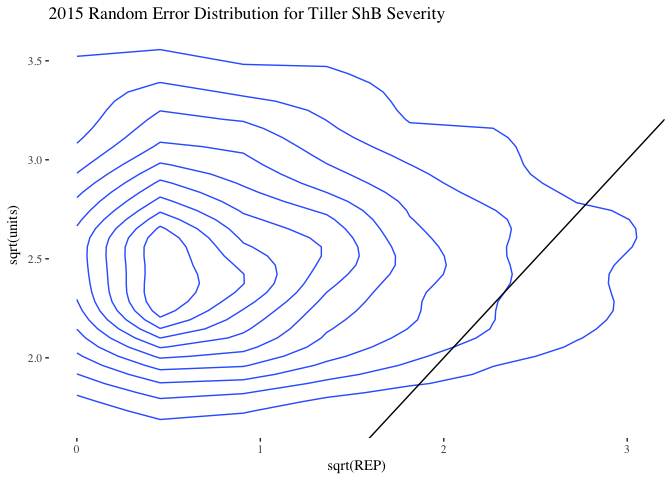 2015 Random Error Distribution for Tiller ShB Severity
3.5
3.0
2.5
2.0
sqrt(units)
0 1 2 3
sqrt(REP)